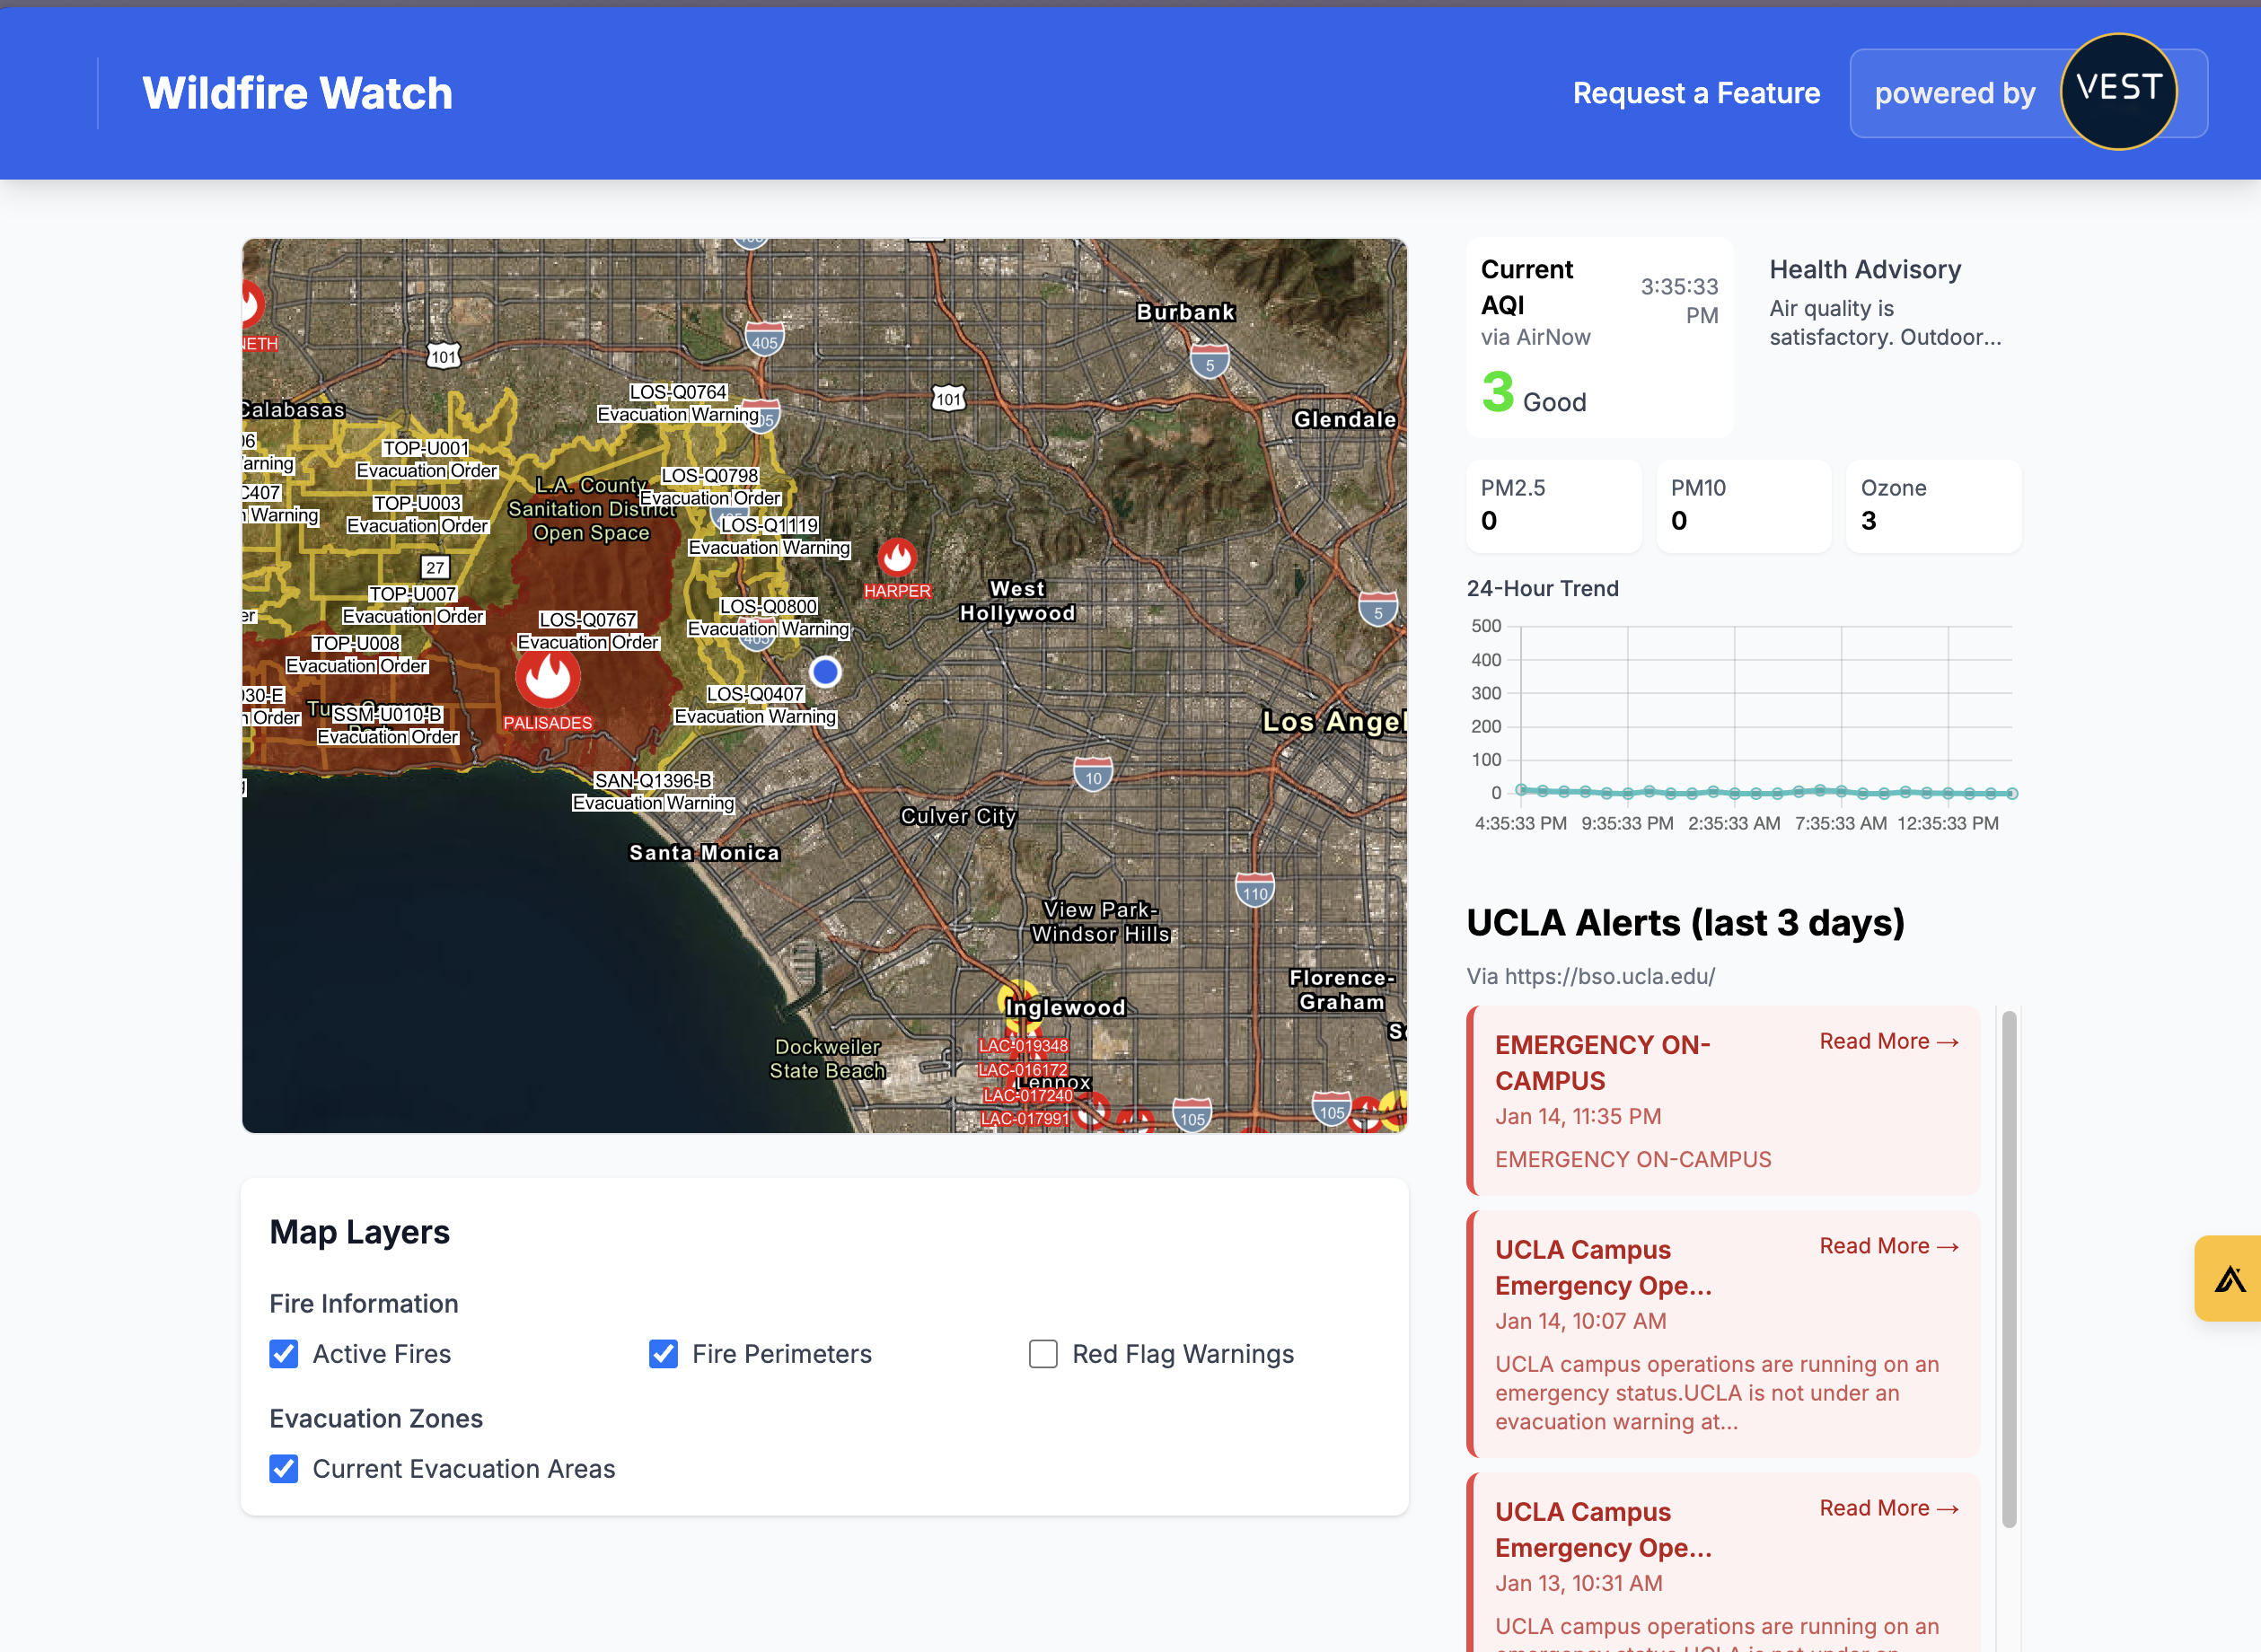 Wildfire Watch
Request a Feature
powered by
VEST
NETH
101
405
Burbank
5
101
Glendale
Calabasas
LOS-Q0764
Evacuation Warning
TOP-U001
Evacuation Order
TOP-U003
Evacuation Order
C407
Warning
L.A. County
Sanitation District
Open Space
LOS-Q0798
Evacuation Order
LOS-Q1119
Evacuation Warning
27
HARPER
West
Hollywood
5
TOP-U007
Evacuation Order
LOS-Q0767
Evacuation Order
LOS-Q0800
Evacuation Warning
405
TOP-U008
Evacuation Order
030-E
Order
SSM-U010-B
Evacuation Order
PALISADES
LOS-Q0407
Evacuation Warning
Los Angel
SAN-Q1396-B
Evacuation Warning
10
Culver City
Santa Monica
110
View Park-
Windsor Hills
Florence-
Graham
Inglewood
Dockweiler
State Beach
LAC-019348
LAC-016172
Lennox
LAC-017240
LAC-017991
105
105
Map Layers
Fire Information
Active Fires
Fire Perimeters
Red Flag Warnings
Evacuation Zones
Current Evacuation Areas
Current
AQI
via AirNow
3:35:33
PM
3 Good
Health Advisory
Air quality is
satisfactory. Outdoor...
PM2.5
0
PM10
0
Ozone
3
24-Hour Trend
500
400
300
200
100
0
4:35:33 PM 9:35:33 PM 2:35:33 AM 7:35:33 AM 12:35:33 PM
UCLA Alerts (last 3 days)
Via https://bso.ucla.edu/
EMERGENCY ON-
CAMPUS
Read More →
Jan 14, 11:35 PM
EMERGENCY ON-CAMPUS
UCLA Campus
Emergency Ope...
Read More →
Jan 14, 10:07 AM
UCLA campus operations are running on an
emergency status.UCLA is not under an
evacuation warning at...
UCLA Campus
Emergency Ope...
Read More →
Jan 13, 10:31 AM
UCLA campus operations are running on an